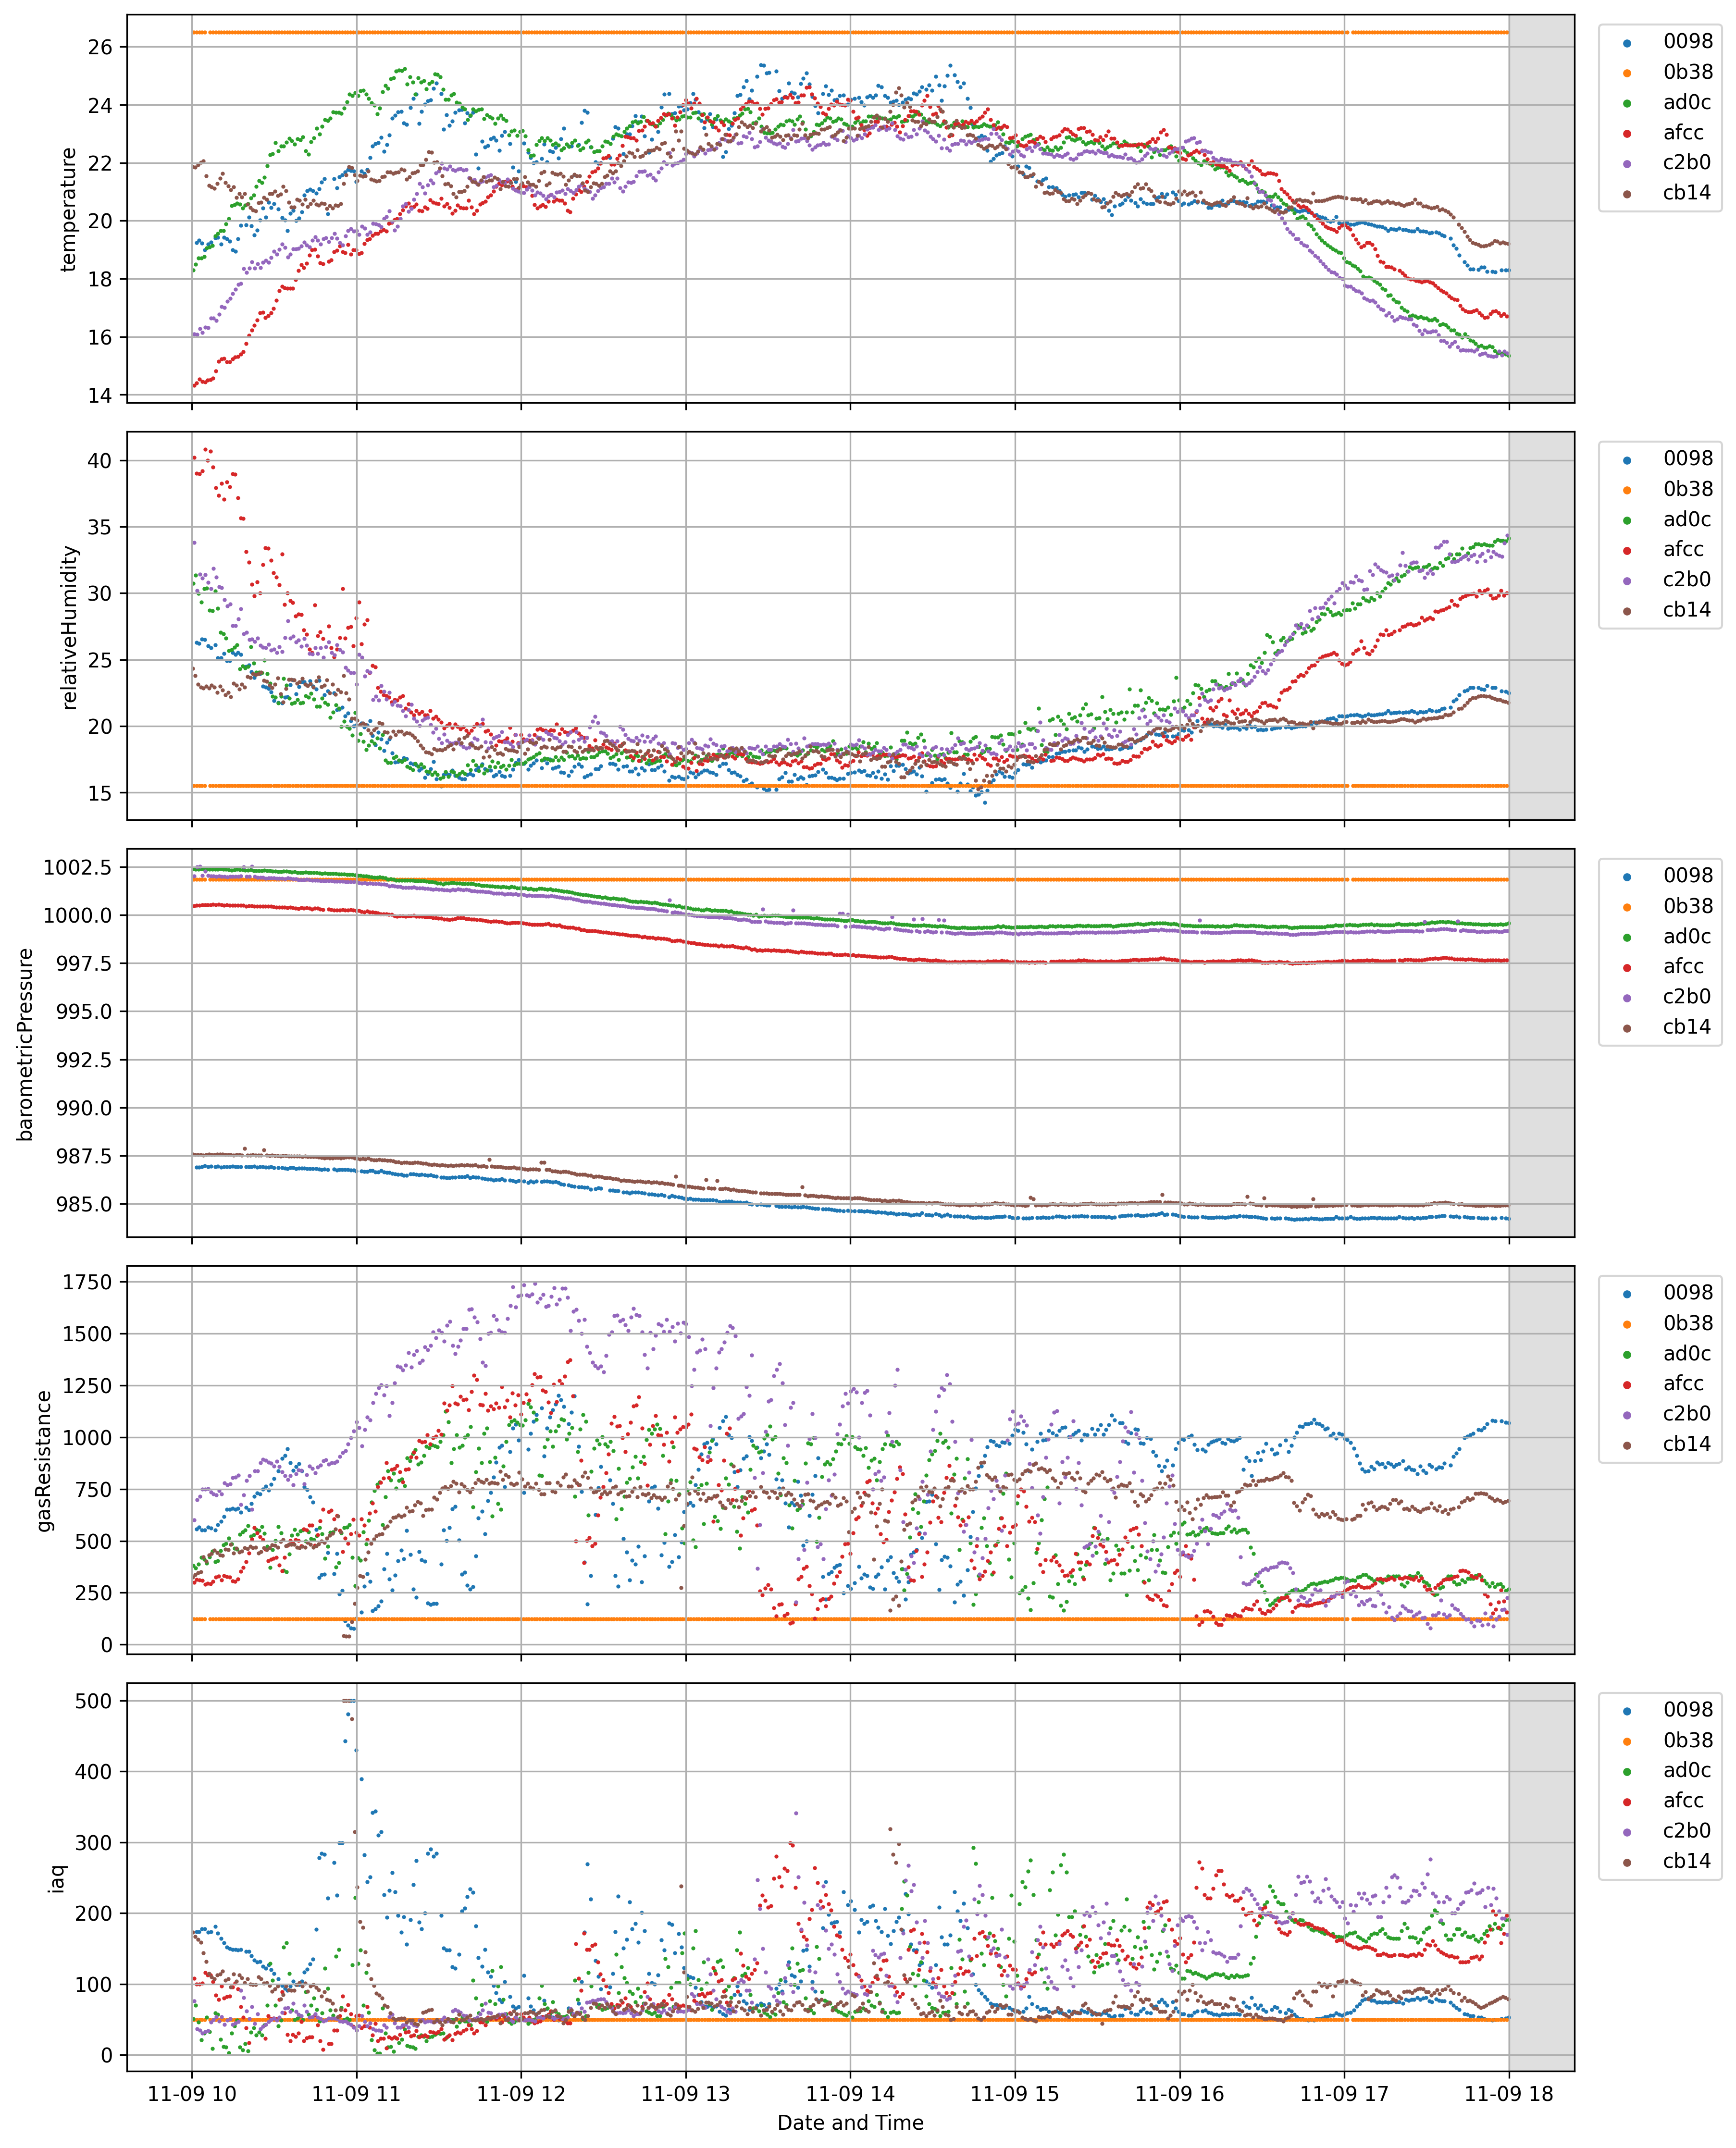 26
24
22
20
18
16
14
temperature
0098
0b38
ad0c
afcc
c2b0
cb14
40
35
30
25
20
15
relativeHumidity
0098
0b38
ad0c
afcc
c2b0
cb14
1002.5
1000.0
997.5
995.0
992.5
990.0
987.5
985.0
barometricPressure
0098
0b38
ad0c
afcc
c2b0
cb14
1750
1500
1250
1000
750
500
250
0
gasResistance
0098
0b38
ad0c
afcc
c2b0
cb14
500
400
300
200
100
0
iaq
0098
0b38
ad0c
afcc
c2b0
cb14
11-09 10 11-09 11 11-09 12 11-09 13 11-09 14 11-09 15 11-09 16 11-09 17 11-09 18
Date and Time